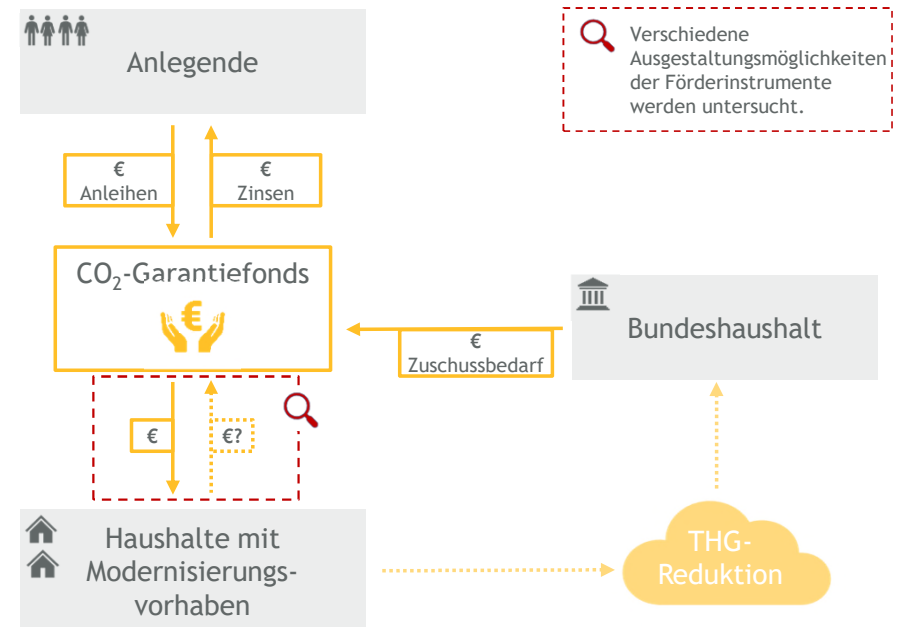 Anlegende
Verschiedene
Ausgestaltungsmöglichkeiten
der Förderinstrumente
werden untersucht.
€
Anleihen
€
Zinsen
CO₂-Garantiefonds
€
Bundeshaushalt
€
Zuschussbedarf
€
€?
Haushalte mit
Modernisierungs-
vorhaben
THG-
Reduktion